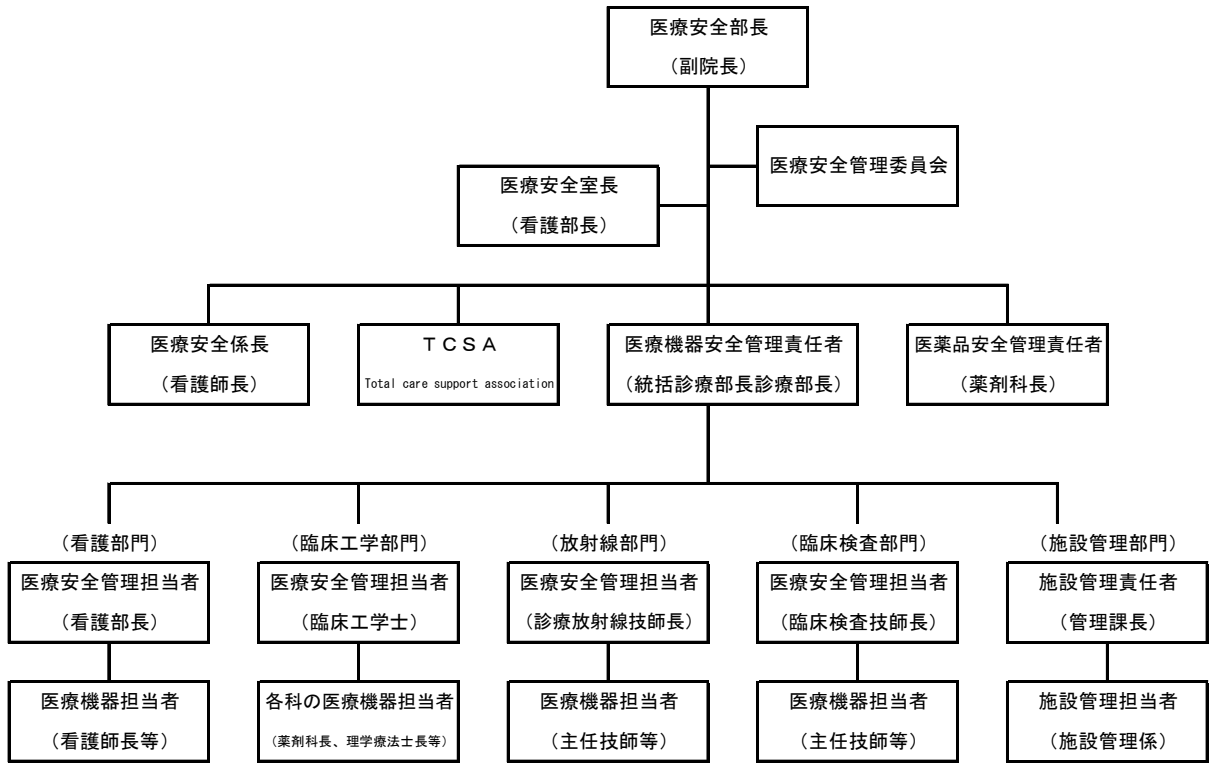 医療安全部長
（副院長）
医療安全管理委員会
医療安全室長
（看護部長）
医療安全係長
（看護師長）
ＴＣＳＡ
Total care support association
医療機器安全管理責任者
（統括診療部長診療部長）
医薬品安全管理責任者
（薬剤科長）
（看護部門）
医療安全管理担当者
（看護部長）
医療機器担当者
（看護師長等）
（臨床工学部門）
医療安全管理担当者
（臨床工学士）
各科の医療機器担当者
（薬剤科長、理学療法士長等）
（放射線部門）
医療安全管理担当者
（診療放射線技師長）
医療機器担当者
（主任技師等）
（臨床検査部門）
医療安全管理担当者
（臨床検査技師長）
医療機器担当者
（主任技師等）
（施設管理部門）
施設管理責任者
（管理課長）
施設管理担当者
（施設管理係）